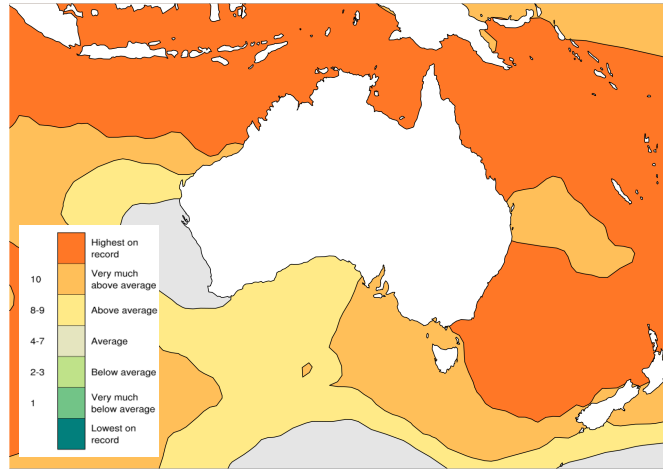 Highest on
record
10
Very much
above average
8-9
Above average
4-7
Average
2-3
Below average
1
Very much
below average
Lowest on
record